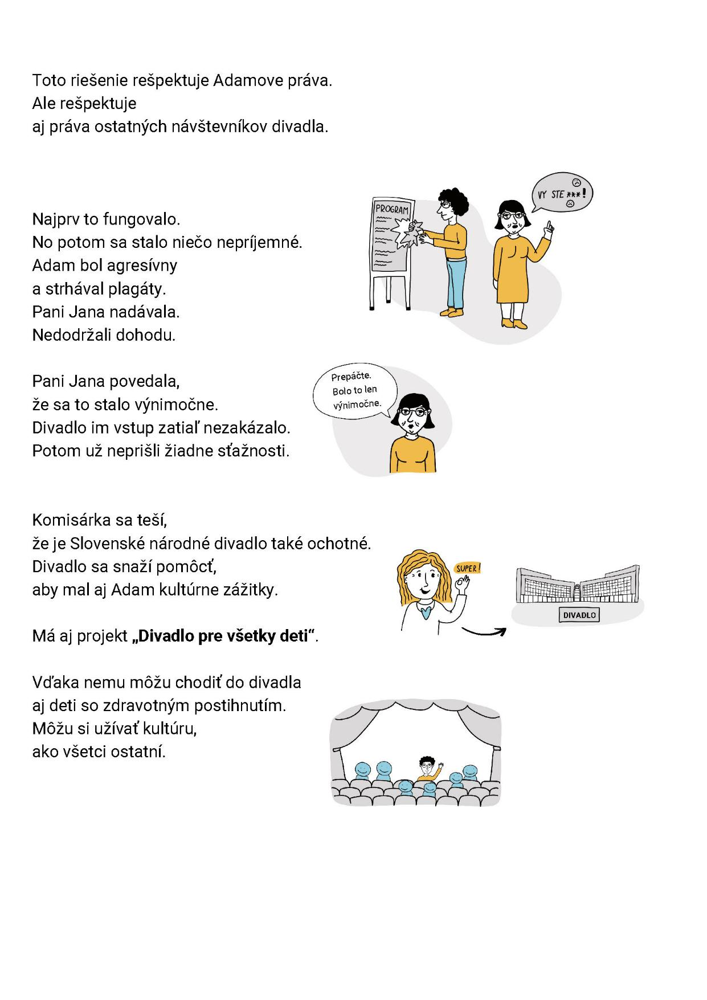 Toto riešenie rešpektuje Adamove práva.
Ale rešpektuje
aj práva ostatných návštevníkov divadla.
PROGRAM
VY STE ***!
Najprv to fungovalo.
No potom sa stalo niečo nepríjemné.
Adam bol agresívny
a strhával plagáty.
Pani Jana nadávala.
Nedodržali dohodu.
Prepáčte.
Bolo to len
výnimočne.
Pani Jana povedala,
že sa to stalo výnimočne.
Divadlo im vstup zatiaľ nezakázalo.
Potom už neprišli žiadne sťažnosti.
Komisárka sa teší,
že je Slovenské národné divadlo také ochotné.
Divadlo sa snaží pomôcť,
aby mal aj Adam kultúrne zážitky.
SUPER!
DIVADLO
Má aj projekt „Divadlo pre všetky deti“.
Vďaka nemu môžu chodiť do divadla
aj deti so zdravotným postihnutím.
Môžu si užívať kultúru,
ako všetci ostatní.